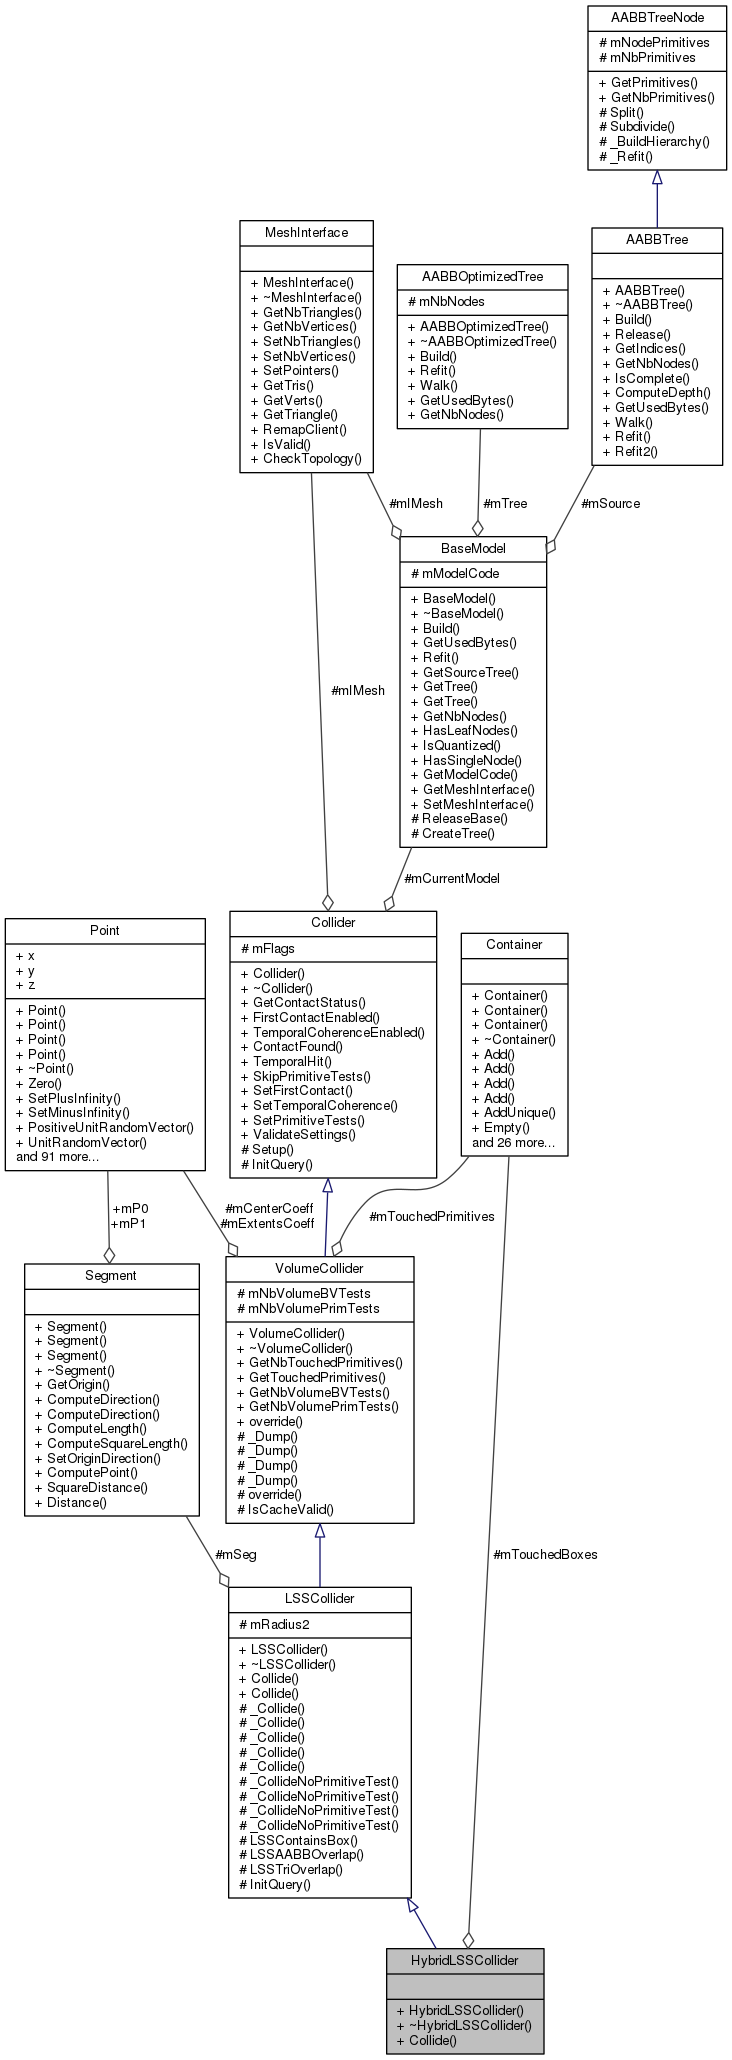 AABBTreeNode
# mNodePrimitives
# mNbPrimitives
+ GetPrimitives()
+ GetNbPrimitives()
# Split()
# Subdivide()
# _BuildHierarchy()
# _Refit()
MeshInterface
+ MeshInterface()
+ ~MeshInterface()
+ GetNbTriangles()
+ GetNbVertices()
+ SetNbTriangles()
+ SetNbVertices()
+ SetPointers()
+ GetTris()
+ GetVerts()
+ GetTriangle()
+ RemapClient()
+ IsValid()
+ CheckTopology()
AABBOptimizedTree
# mNbNodes
+ AABBOptimizedTree()
+ ~AABBOptimizedTree()
+ Build()
+ Refit()
+ Walk()
+ GetUsedBytes()
+ GetNbNodes()
AABBTree
+ AABBTree()
+ ~AABBTree()
+ Build()
+ Release()
+ GetIndices()
+ GetNbNodes()
+ IsComplete()
+ ComputeDepth()
+ GetUsedBytes()
+ Walk()
+ Refit()
+ Refit2()
#mIMesh
#mTree
#mSource
BaseModel
# mModelCode
+ BaseModel()
+ ~BaseModel()
+ Build()
+ GetUsedBytes()
+ Refit()
+ GetSourceTree()
+ GetTree()
+ GetTree()
+ GetNbNodes()
+ HasLeafNodes()
+ IsQuantized()
+ HasSingleNode()
+ GetModelCode()
+ GetMeshInterface()
+ SetMeshInterface()
# ReleaseBase()
# CreateTree()
#mIMesh
#mCurrentModel
Point
+ x
+ y
+ z
+ Point()
+ Point()
+ Point()
+ Point()
+ ~Point()
+ Zero()
+ SetPlusInfinity()
+ SetMinusInfinity()
+ PositiveUnitRandomVector()
+ UnitRandomVector()
and 91 more...
Collider
# mFlags
+ Collider()
+ ~Collider()
+ GetContactStatus()
+ FirstContactEnabled()
+ TemporalCoherenceEnabled()
+ ContactFound()
+ TemporalHit()
+ SkipPrimitiveTests()
+ SetFirstContact()
+ SetTemporalCoherence()
+ SetPrimitiveTests()
+ ValidateSettings()
# Setup()
# InitQuery()
Container
+ Container()
+ Container()
+ Container()
+ ~Container()
+ Add()
+ Add()
+ Add()
+ Add()
+ AddUnique()
+ Empty()
and 26 more...
+mP0
+mP1
#mCenterCoeff
#mExtentsCoeff
#mTouchedPrimitives
Segment
+ Segment()
+ Segment()
+ Segment()
+ ~Segment()
+ GetOrigin()
+ ComputeDirection()
+ ComputeDirection()
+ ComputeLength()
+ ComputeSquareLength()
+ SetOriginDirection()
+ ComputePoint()
+ SquareDistance()
+ Distance()
VolumeCollider
# mNbVolumeBVTests
# mNbVolumePrimTests
+ VolumeCollider()
+ ~VolumeCollider()
+ GetNbTouchedPrimitives()
+ GetTouchedPrimitives()
+ GetNbVolumeBVTests()
+ GetNbVolumePrimTests()
+ override()
# _Dump()
# _Dump()
# _Dump()
# _Dump()
# override()
# IsCacheValid()
#mSeg
#mTouchedBoxes
LSSCollider
# mRadius2
+ LSSCollider()
+ ~LSSCollider()
+ Collide()
+ Collide()
# _Collide()
# _Collide()
# _Collide()
# _Collide()
# _Collide()
# _CollideNoPrimitiveTest()
# _CollideNoPrimitiveTest()
# _CollideNoPrimitiveTest()
# _CollideNoPrimitiveTest()
# LSSContainsBox()
# LSSAABBOverlap()
# LSSTriOverlap()
# InitQuery()
HybridLSSCollider
+ HybridLSSCollider()
+ ~HybridLSSCollider()
+ Collide()